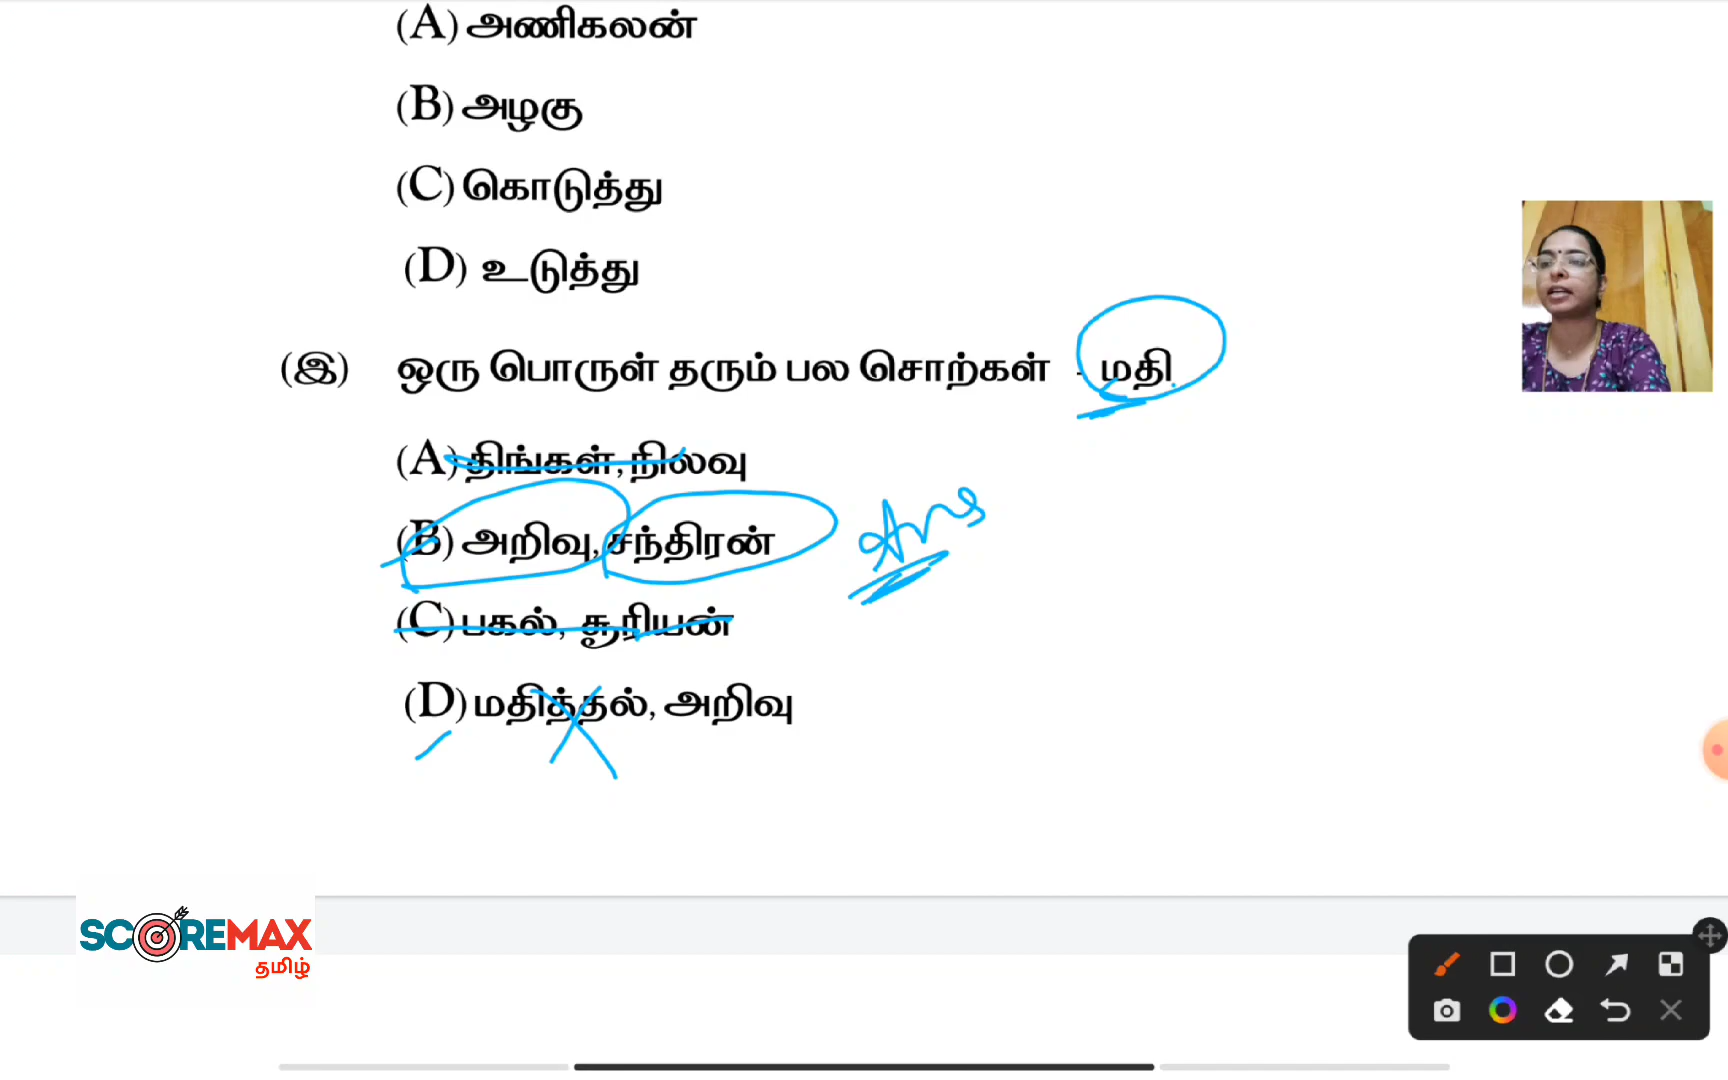 (A) அணிகலன்
(B) அழகு
(C) கொடுத்து
(D) உடுத்து
(இ) ஒரு பொருள் தரும் பல சொற்கள் - மதி
(A) திங்கள், நிலவு
(B) அறிவு, சந்திரன்
Ans
(C) பகல், சூரியன்
(D) மதித்தல், அறிவு
SCOREMAX
தமிழ்